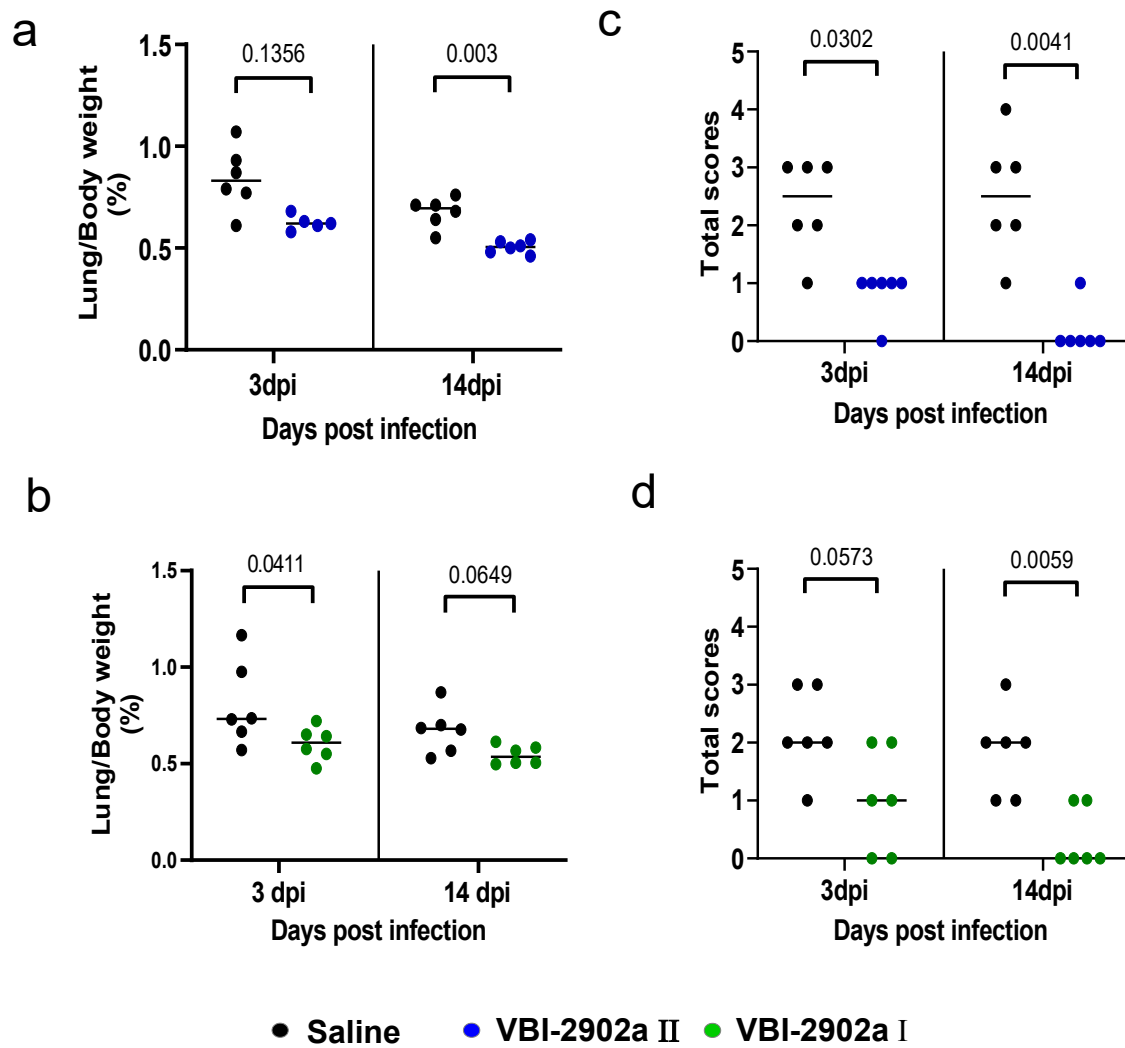 a
0.1356
0.003
1.5
1.0
0.5
0.0
Lung/Body weight
(%)
3dpi
14dpi
Days post infection
c
0.0302
0.0041
5
4
3
2
1
0
Total scores
3dpi
14dpi
Days post infection
b
0.0411
0.0649
1.5
1.0
0.5
0.0
Lung/Body weight
(%)
3 dpi
14 dpi
Days post infection
d
0.0573
0.0059
5
4
3
2
1
0
Total scores
3dpi
14dpi
Days post infection
Saline VBI-2902a II VBI-2902a I